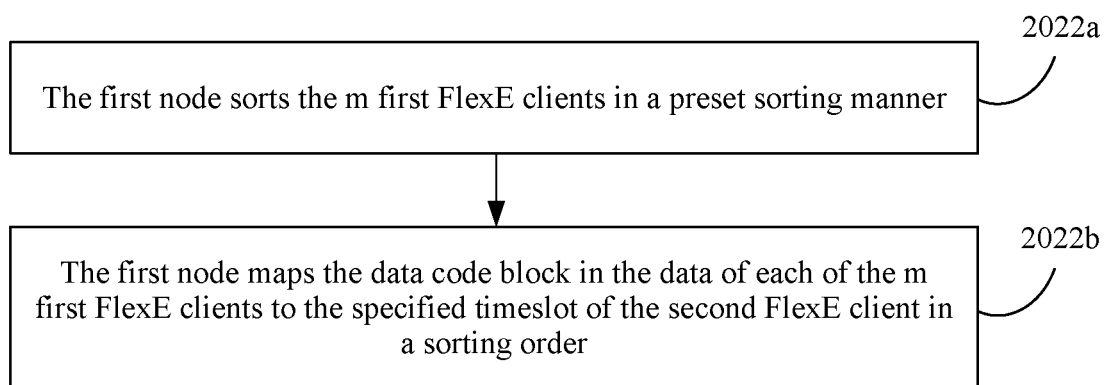 2022a
The first node sorts the m first FlexE clients in a preset sorting manner
2022b
The first node maps the data code block in the data of each of the m
first FlexE clients to the specified timeslot of the second FlexE client in
a sorting order